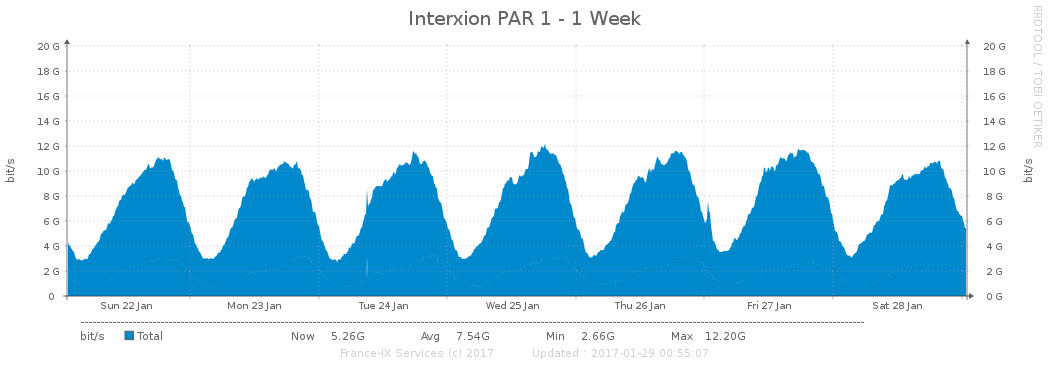 Interxion PAR 1 - 1 Week
RRDTOOL / TOBI OETIKER
20 G 20 G
18 G 18 G
16 G 16 G
14 G 14 G
12 G 12 G
10 G 10 G
8 G 8 G
6 G 6 G
4 G 4 G
2 G 2 G
0 0 G
bit/s
bit/s
Sun 22 Jan Mon 23 Jan Tue 24 Jan Wed 25 Jan Thu 26 Jan Fri 27 Jan Sat 28 Jan
bit/s Total Now 5.26G Avg 7.54G Min 2.66G Max 12.20G
France-IX Services (c) 2017 Updated : 2017-01-29 00:55:07